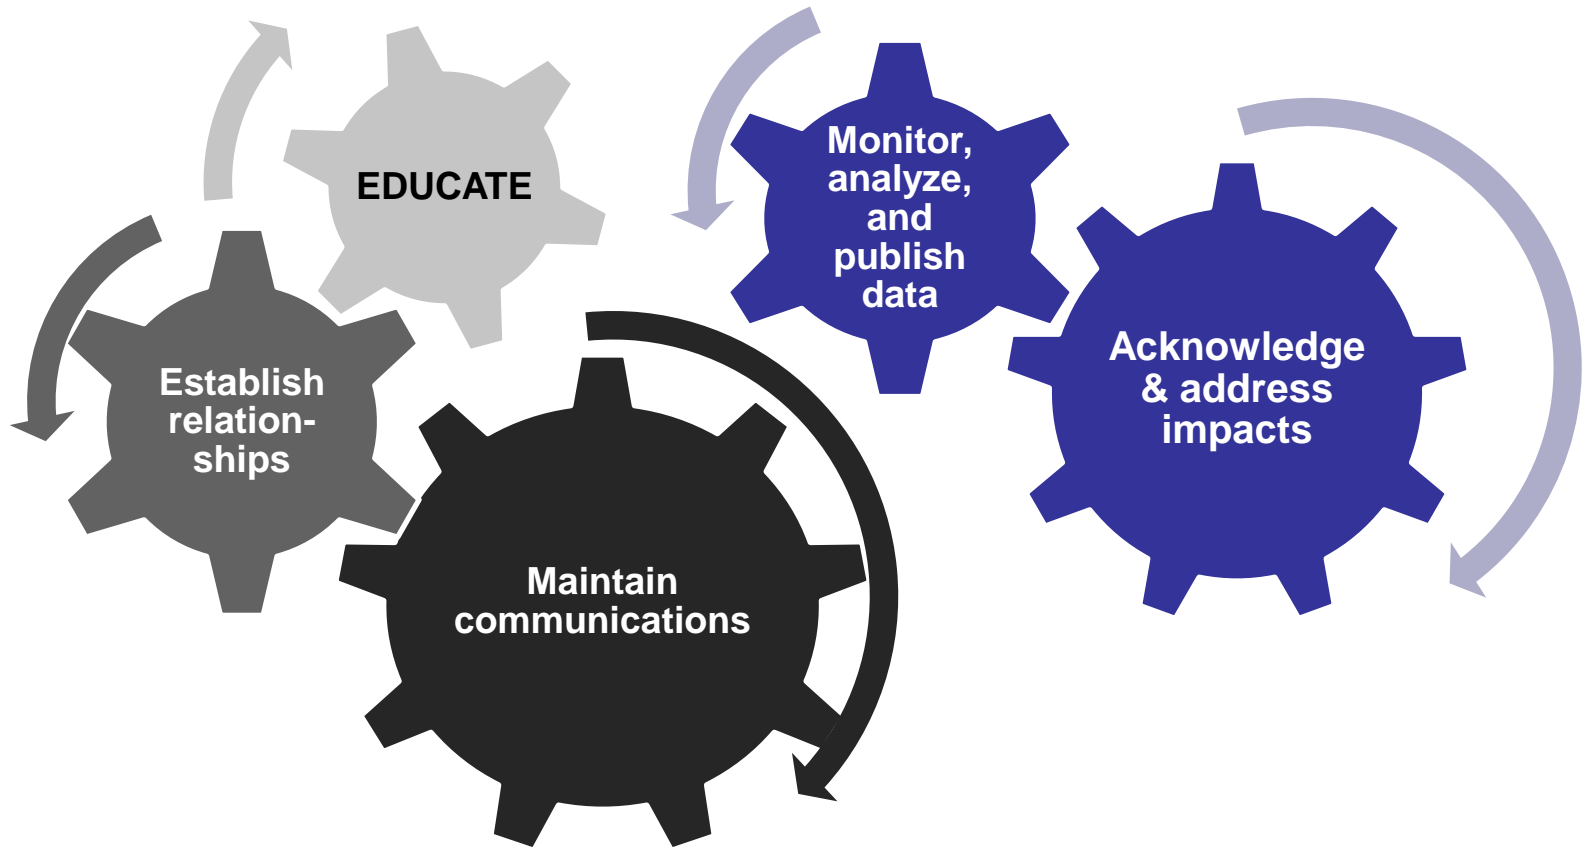 EDUCATE
Establish
relation-
ships
Maintain
communications
Monitor,
analyze,
and
publish
data
Acknowledge
& address
impacts